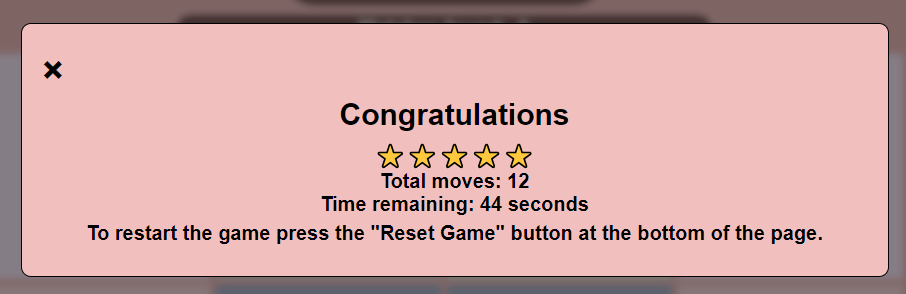 Congratulations
Total moves: 12
Time remaining: 44 seconds
To restart the game press the "Reset Game" button at the bottom of the page.